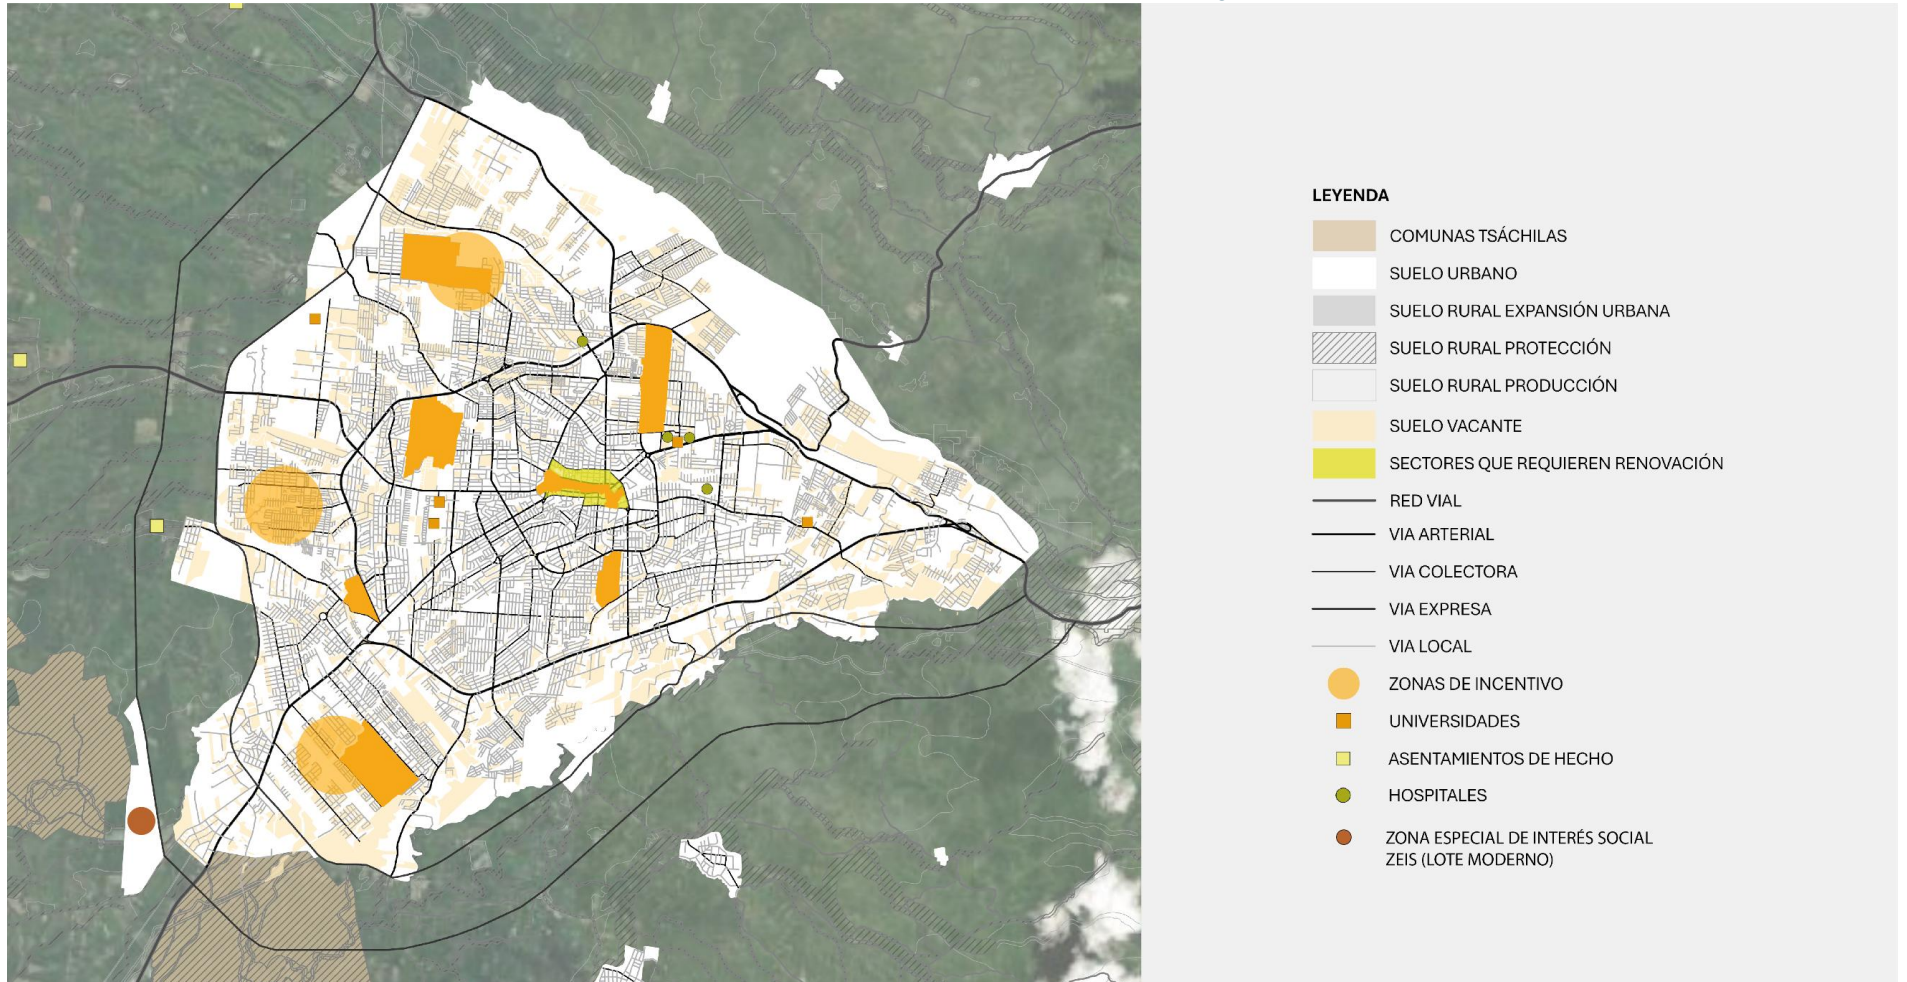 LEYENDA
COMUNAS TSÁCHILAS
SUELO URBANO
SUELO RURAL EXPANSIÓN URBANA
SUELO RURAL PROTECCIÓN
SUELO RURAL PRODUCCIÓN
SUELO VACANTE
SECTORES QUE REQUIEREN RENOVACIÓN
RED VIAL
VIA ARTERIAL
VIA COLECTORA
VIA EXPRESA
VIA LOCAL
ZONAS DE INCENTIVO
UNIVERSIDADES
ASENTAMIENTOS DE HECHO
HOSPITALES
ZONA ESPECIAL DE INTERÉS SOCIAL
ZEIS (LOTE MODERNO)